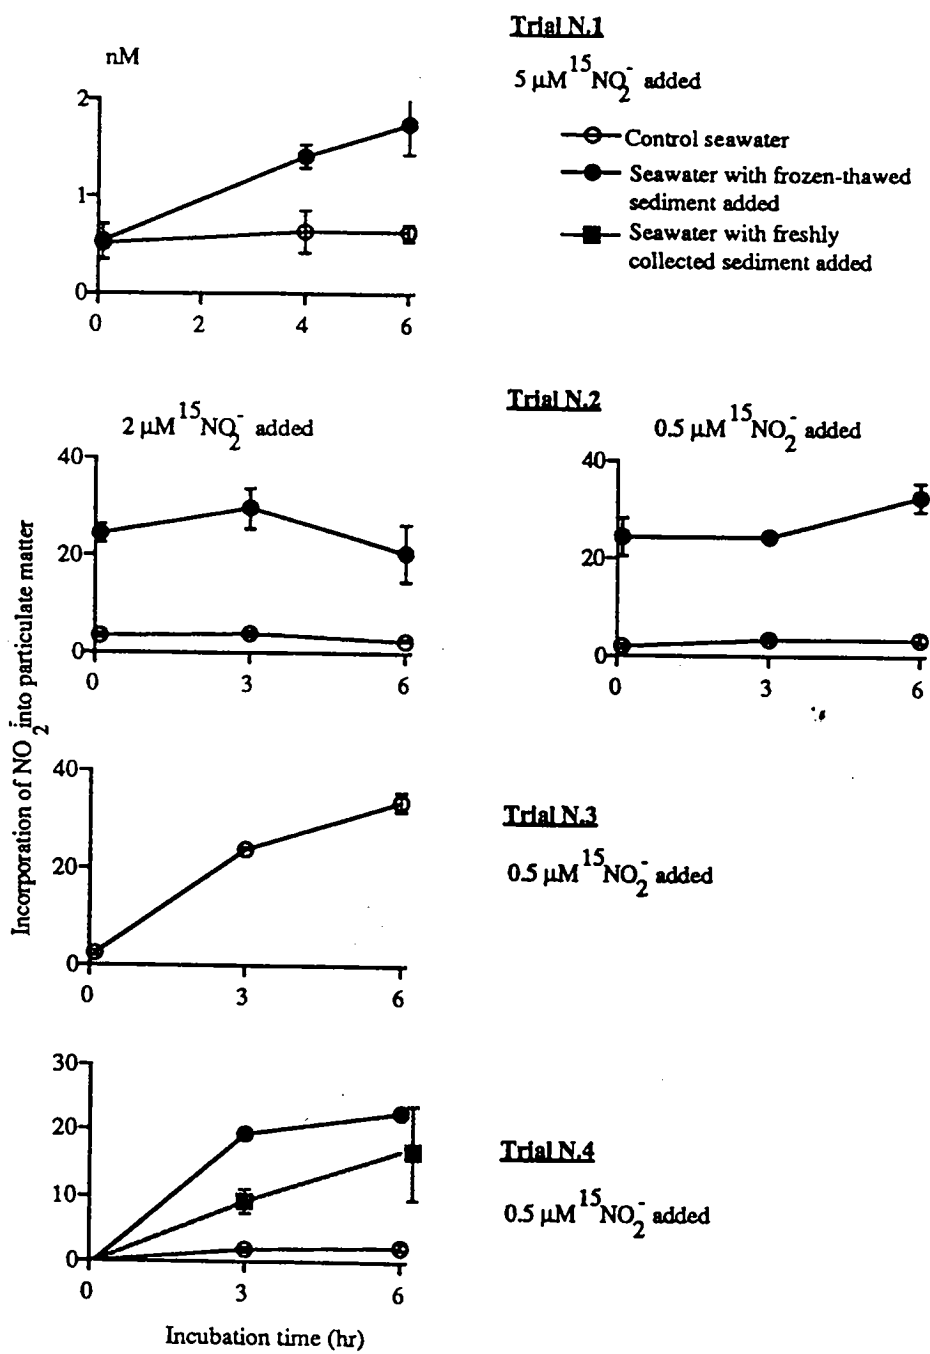 Trial N.1
nM
5 µM ¹⁵NO₂⁻ added
Control seawater
Seawater with frozen-thawed
sediment added
Seawater with freshly
collected sediment added
2
1
0
0 2 4 6
Trial N.2
2 µM ¹⁵NO₂⁻ added
0.5 µM ¹⁵NO₂⁻ added
40
20
0
0 3 6
40
20
0
0 3 6
Incorporation of NO₂⁻ into particulate matter
Trial N.3
0.5 µM ¹⁵NO₂⁻ added
40
20
0
0 3 6
Trial N.4
0.5 µM ¹⁵NO₂⁻ added
30
20
10
0
0 3 6
Incubation time (hr)